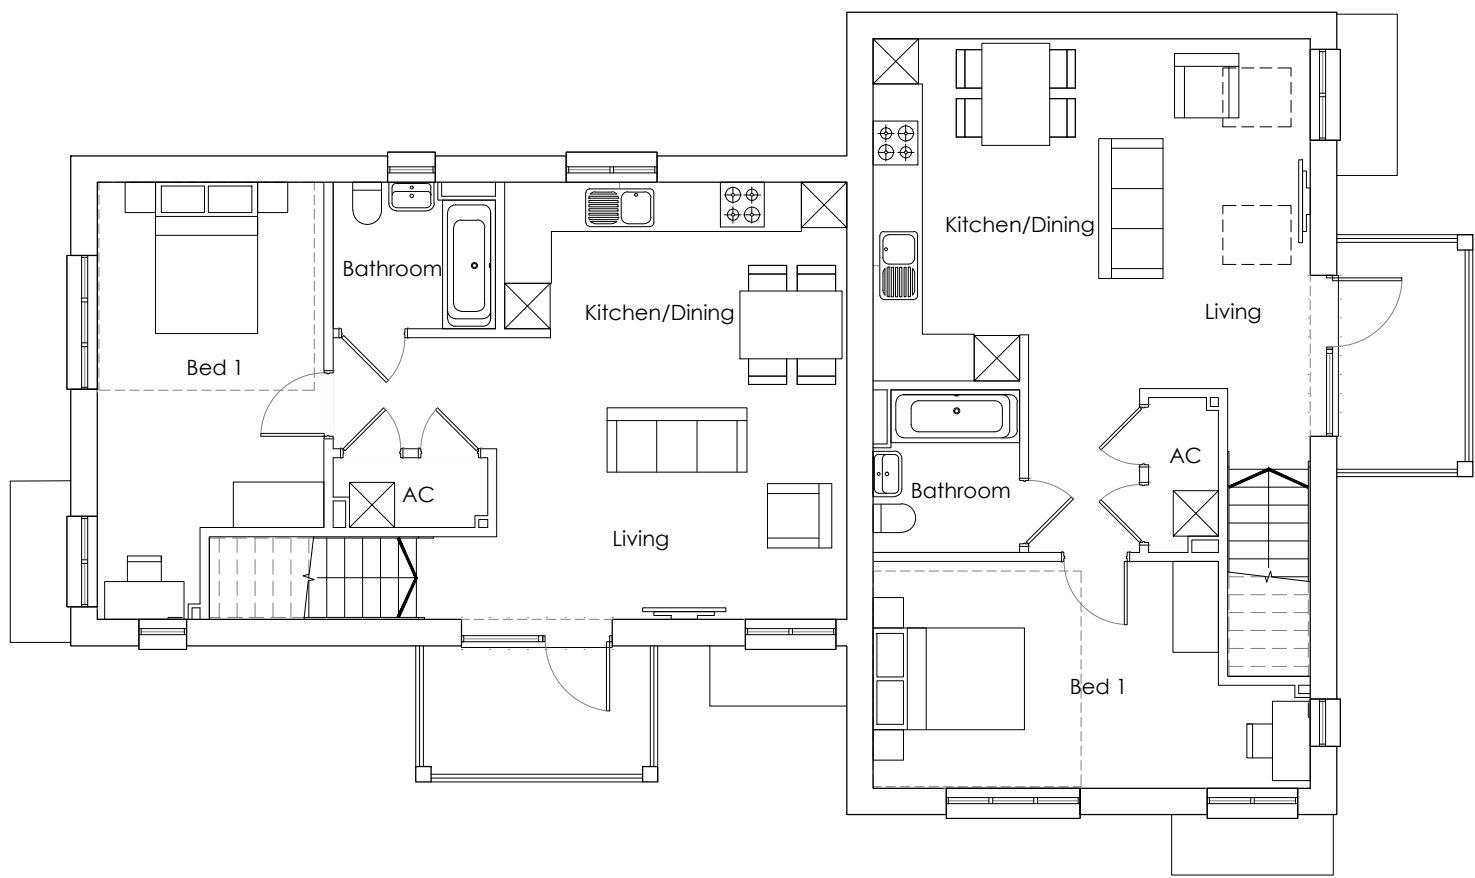 Bathroom
Kitchen/Dining
Bed 1
AC
Living
Kitchen/Dining
Living
AC
Bathroom
Bed 1